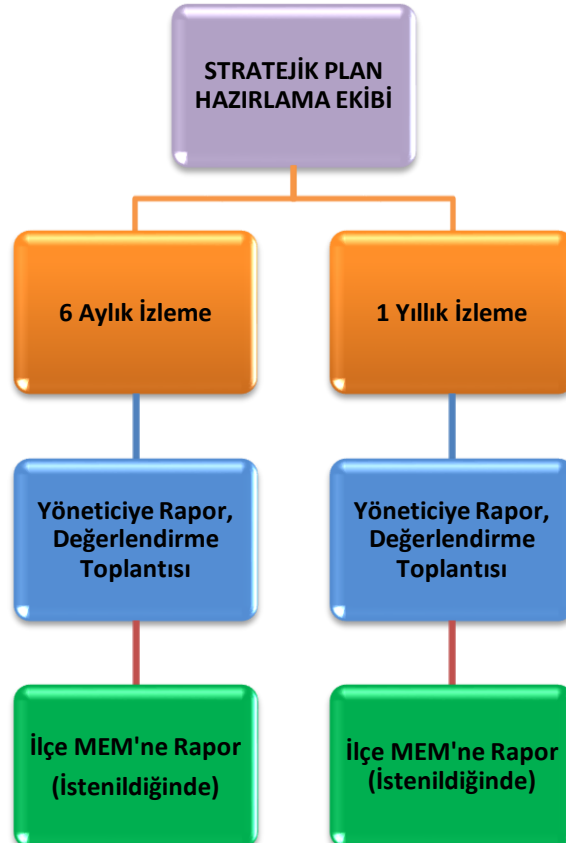 STRATEJİK PLAN
HAZIRLAMA EKİBİ
6 Aylık İzleme
1 Yıllık İzleme
Yöneticiye Rapor,
Değerlendirme
Toplantısı
Yöneticiye Rapor,
Değerlendirme
Toplantısı
İlçe MEM'ne Rapor
(İstenildiğinde)
İlçe MEM'ne Rapor
(İstenildiğinde)